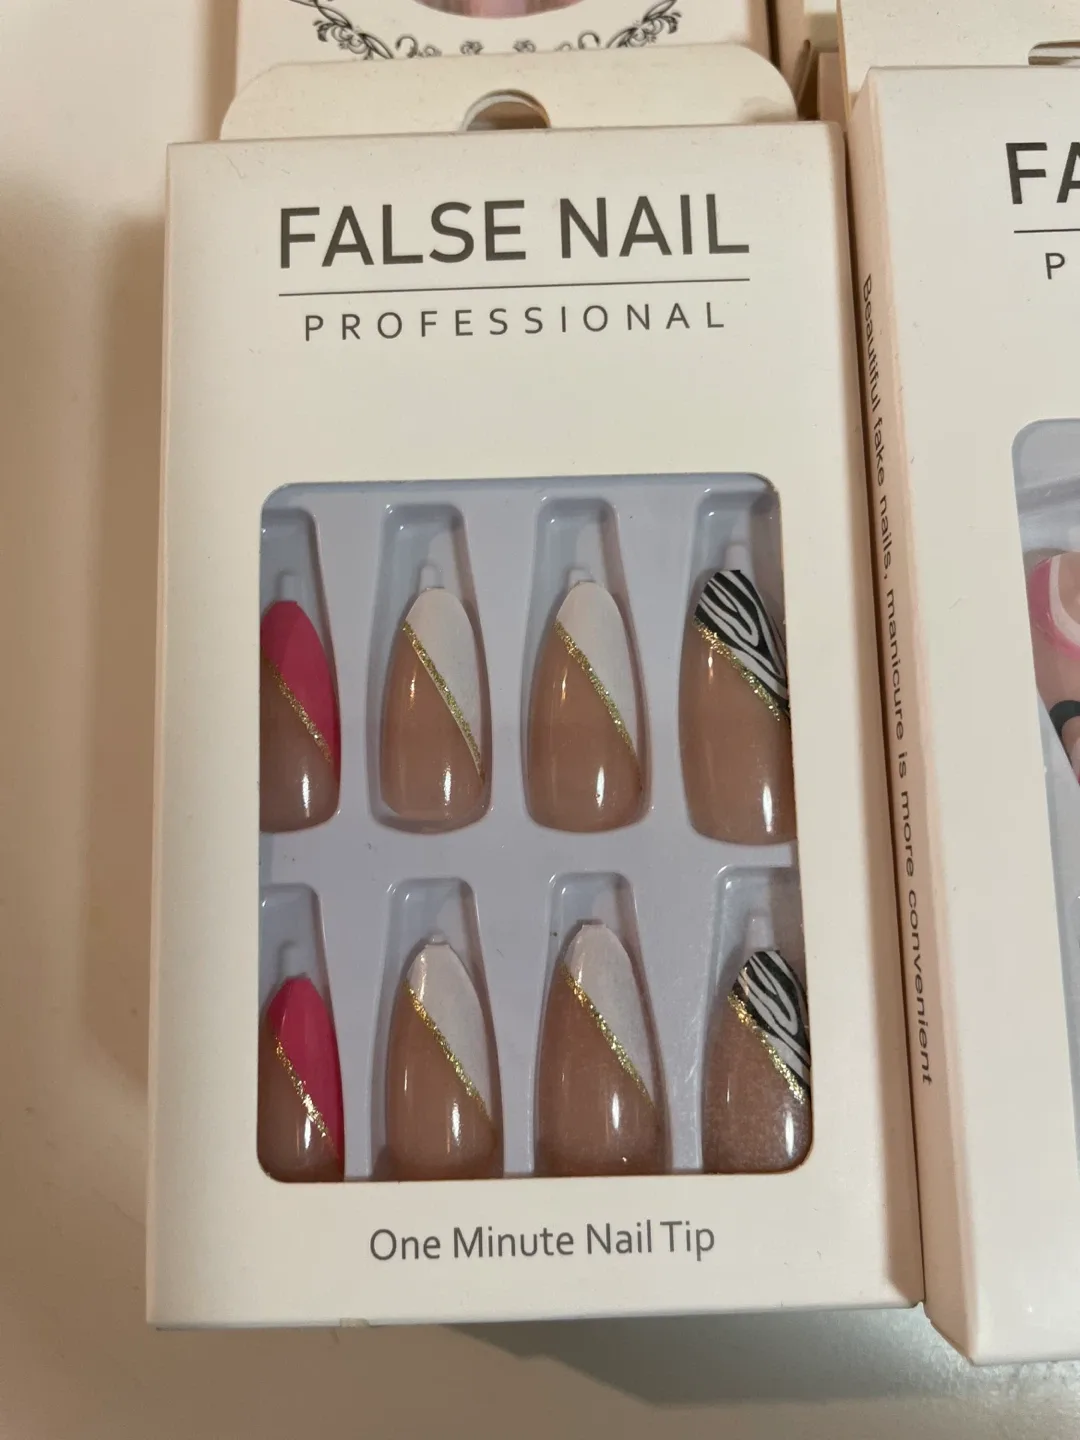 FALSE NAIL
PROFESSIONAL
One Minute Nail Tip
Beautiful fake nails, manicure is more convenient
FA
P